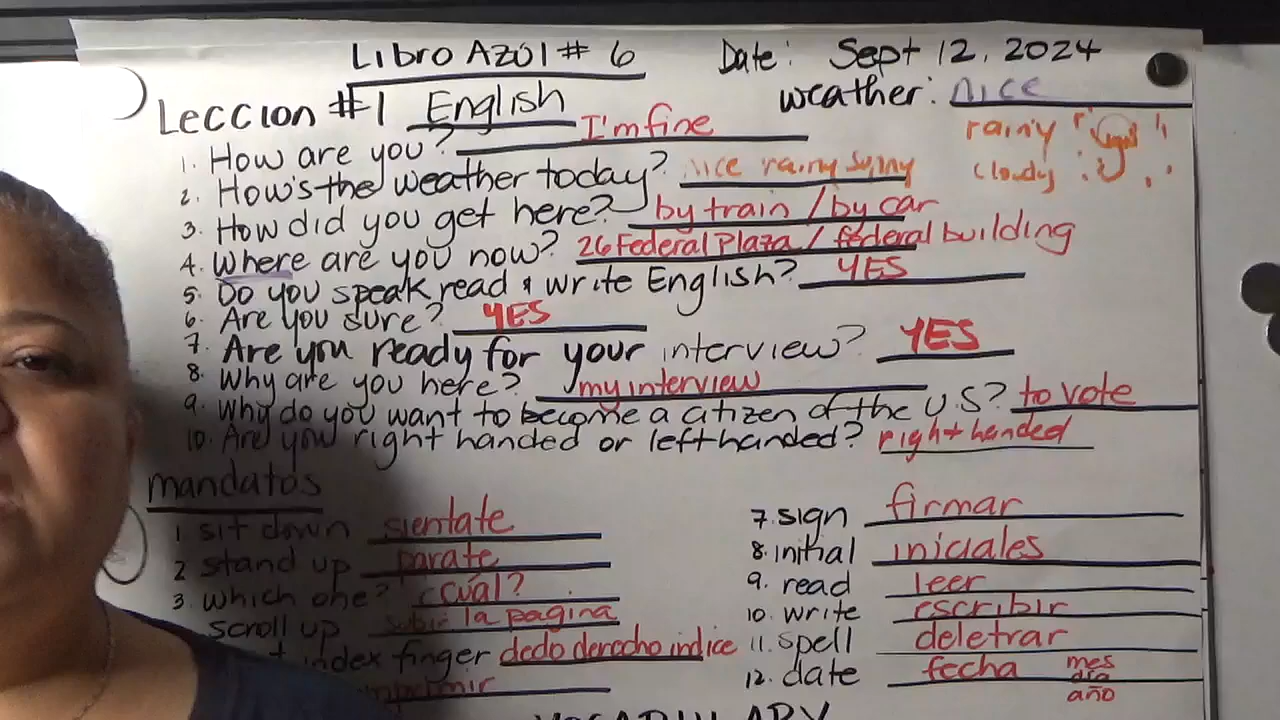 Libro Azúl # 6 Date: Sept 12, 2024
Leccion #1 English weather: nice
rainy
cloudy
1. How are you? I'm fine
2. How's the weather today? nice rainy sunny
3. How did you get here? by train / by car
4. Where are you now? 26 Federal Plaza / federal building
5. Do you speak read & write English? YES
6. Are you sure? YES
7. Are you ready for your interview? YES
8. Why are you here? my interview
9. Why do you want to become a citizen of the U.S? to vote
10. Are you right handed or left handed? right handed
mandatos
1 sit down sientate
2 stand up parate
3. which one? cuál?
scroll up subir la pagina
index finger dedo derecho indice
imprimir
7. sign firmar
8. initial iniciales
9. read leer
10. write escribir
11. spell deletrar
12. date fecha mes
día
año
VOCABULARY